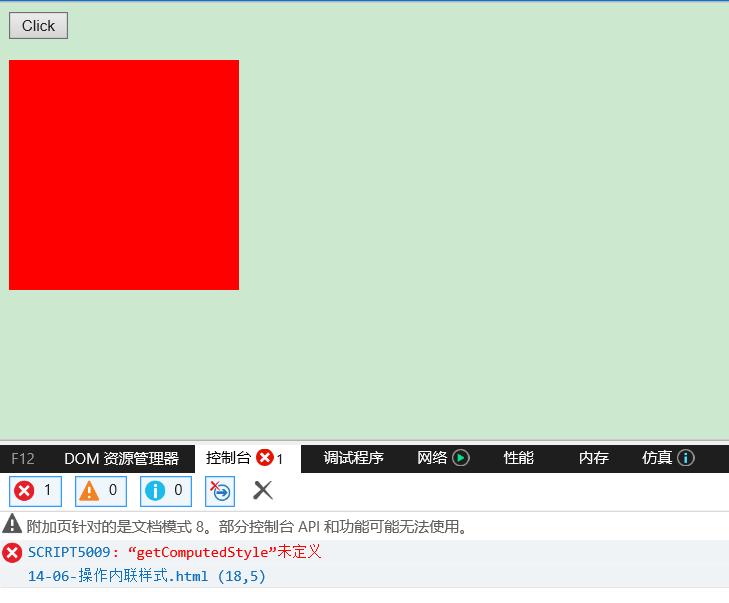 Click
F12 DOM 资源管理器 控制台 1 调试程序 网络 性能 内存 仿真
1 0 0
附加页针对的是文档模式 8。部分控制台 API 和功能可能无法使用。
SCRIPT5009: “getComputedStyle”未定义
14-06-操作内联样式.html (18,5)